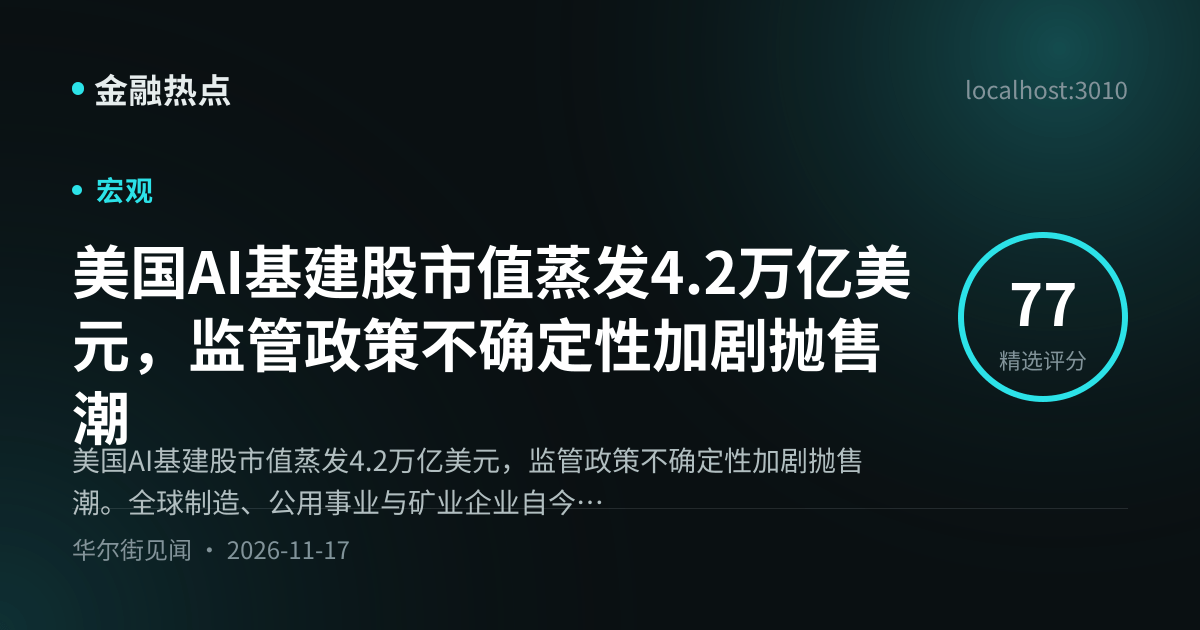 金融热点
localhost:3010
宏观
美国AI基建股市值蒸发4.2万亿美
元，监管政策不确定性加剧抛售
潮
77
精选评分
美国AI基建股市值蒸发4.2万亿美元，监管政策不确定性加剧抛售
潮。全球制造、公用事业与矿业企业自今…
华尔街见闻 · 2026-11-17